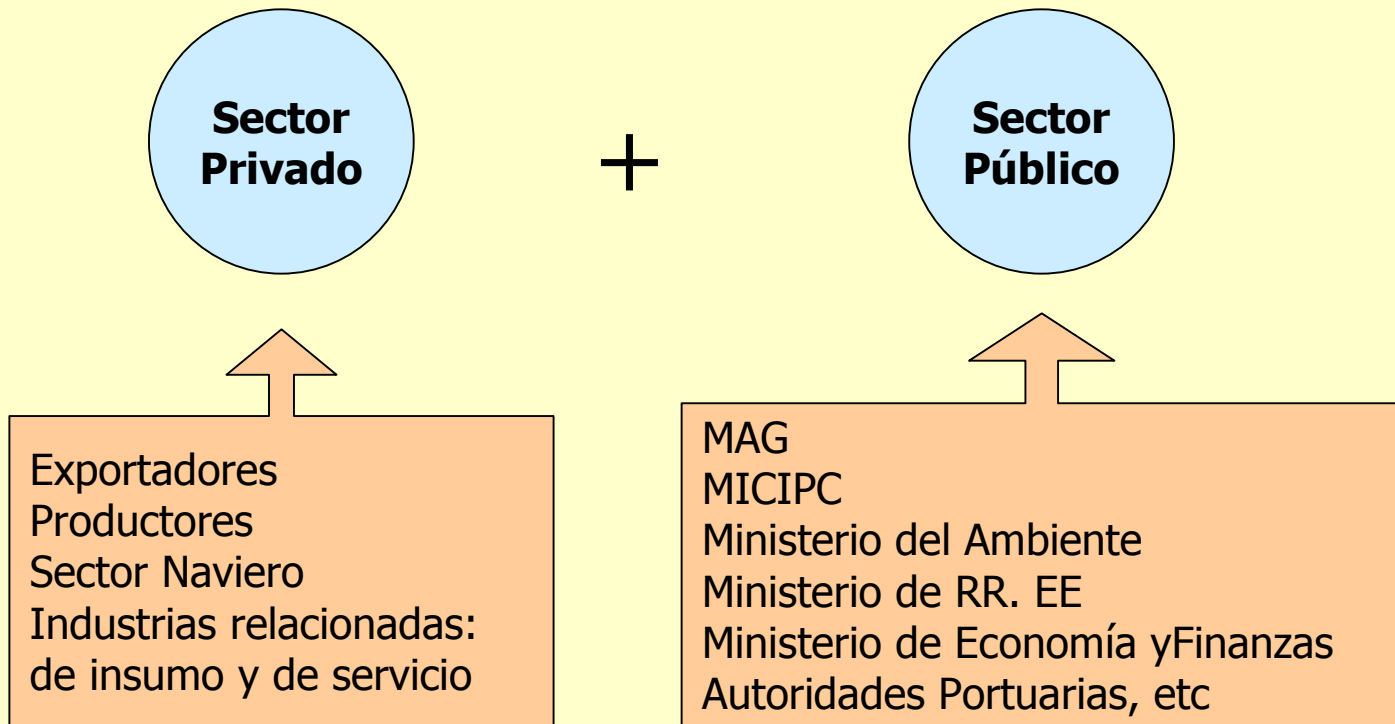 Sector
Privado
+
Sector
Público
Exportadores
Productores
Sector Naviero
Industrias relacionadas:
de insumo y de servicio
MAG
MICIPC
Ministerio del Ambiente
Ministerio de RR. EE
Ministerio de Economía yFinanzas
Autoridades Portuarias, etc